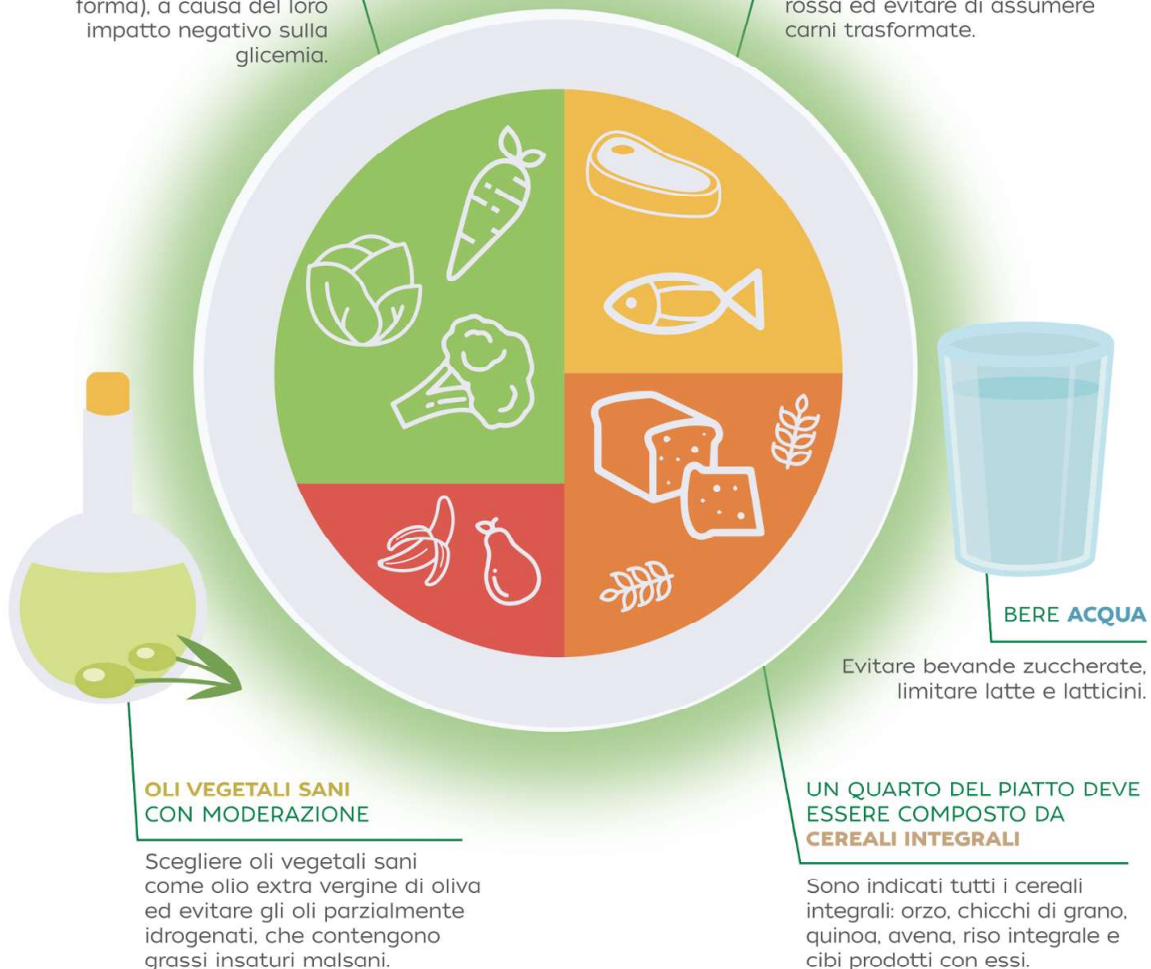 forma), a causa del loro
impatto negativo sulla
glicemia.
rossa ed evitare di assumere
carni trasformate.
BERE ACQUA
Evitare bevande zuccherate,
limitare latte e latticini.
OLI VEGETALI SANI
CON MODERAZIONE
Scegliere oli vegetali sani
come olio extra vergine di oliva
ed evitare gli oli parzialmente
idrogenati, che contengono
grassi insaturi malsani.
UN QUARTO DEL PIATTO DEVE
ESSERE COMPOSTO DA
CEREALI INTEGRALI
Sono indicati tutti i cereali
integrali: orzo, chicchi di grano,
quinoa, avena, riso integrale e
cibi prodotti con essi.